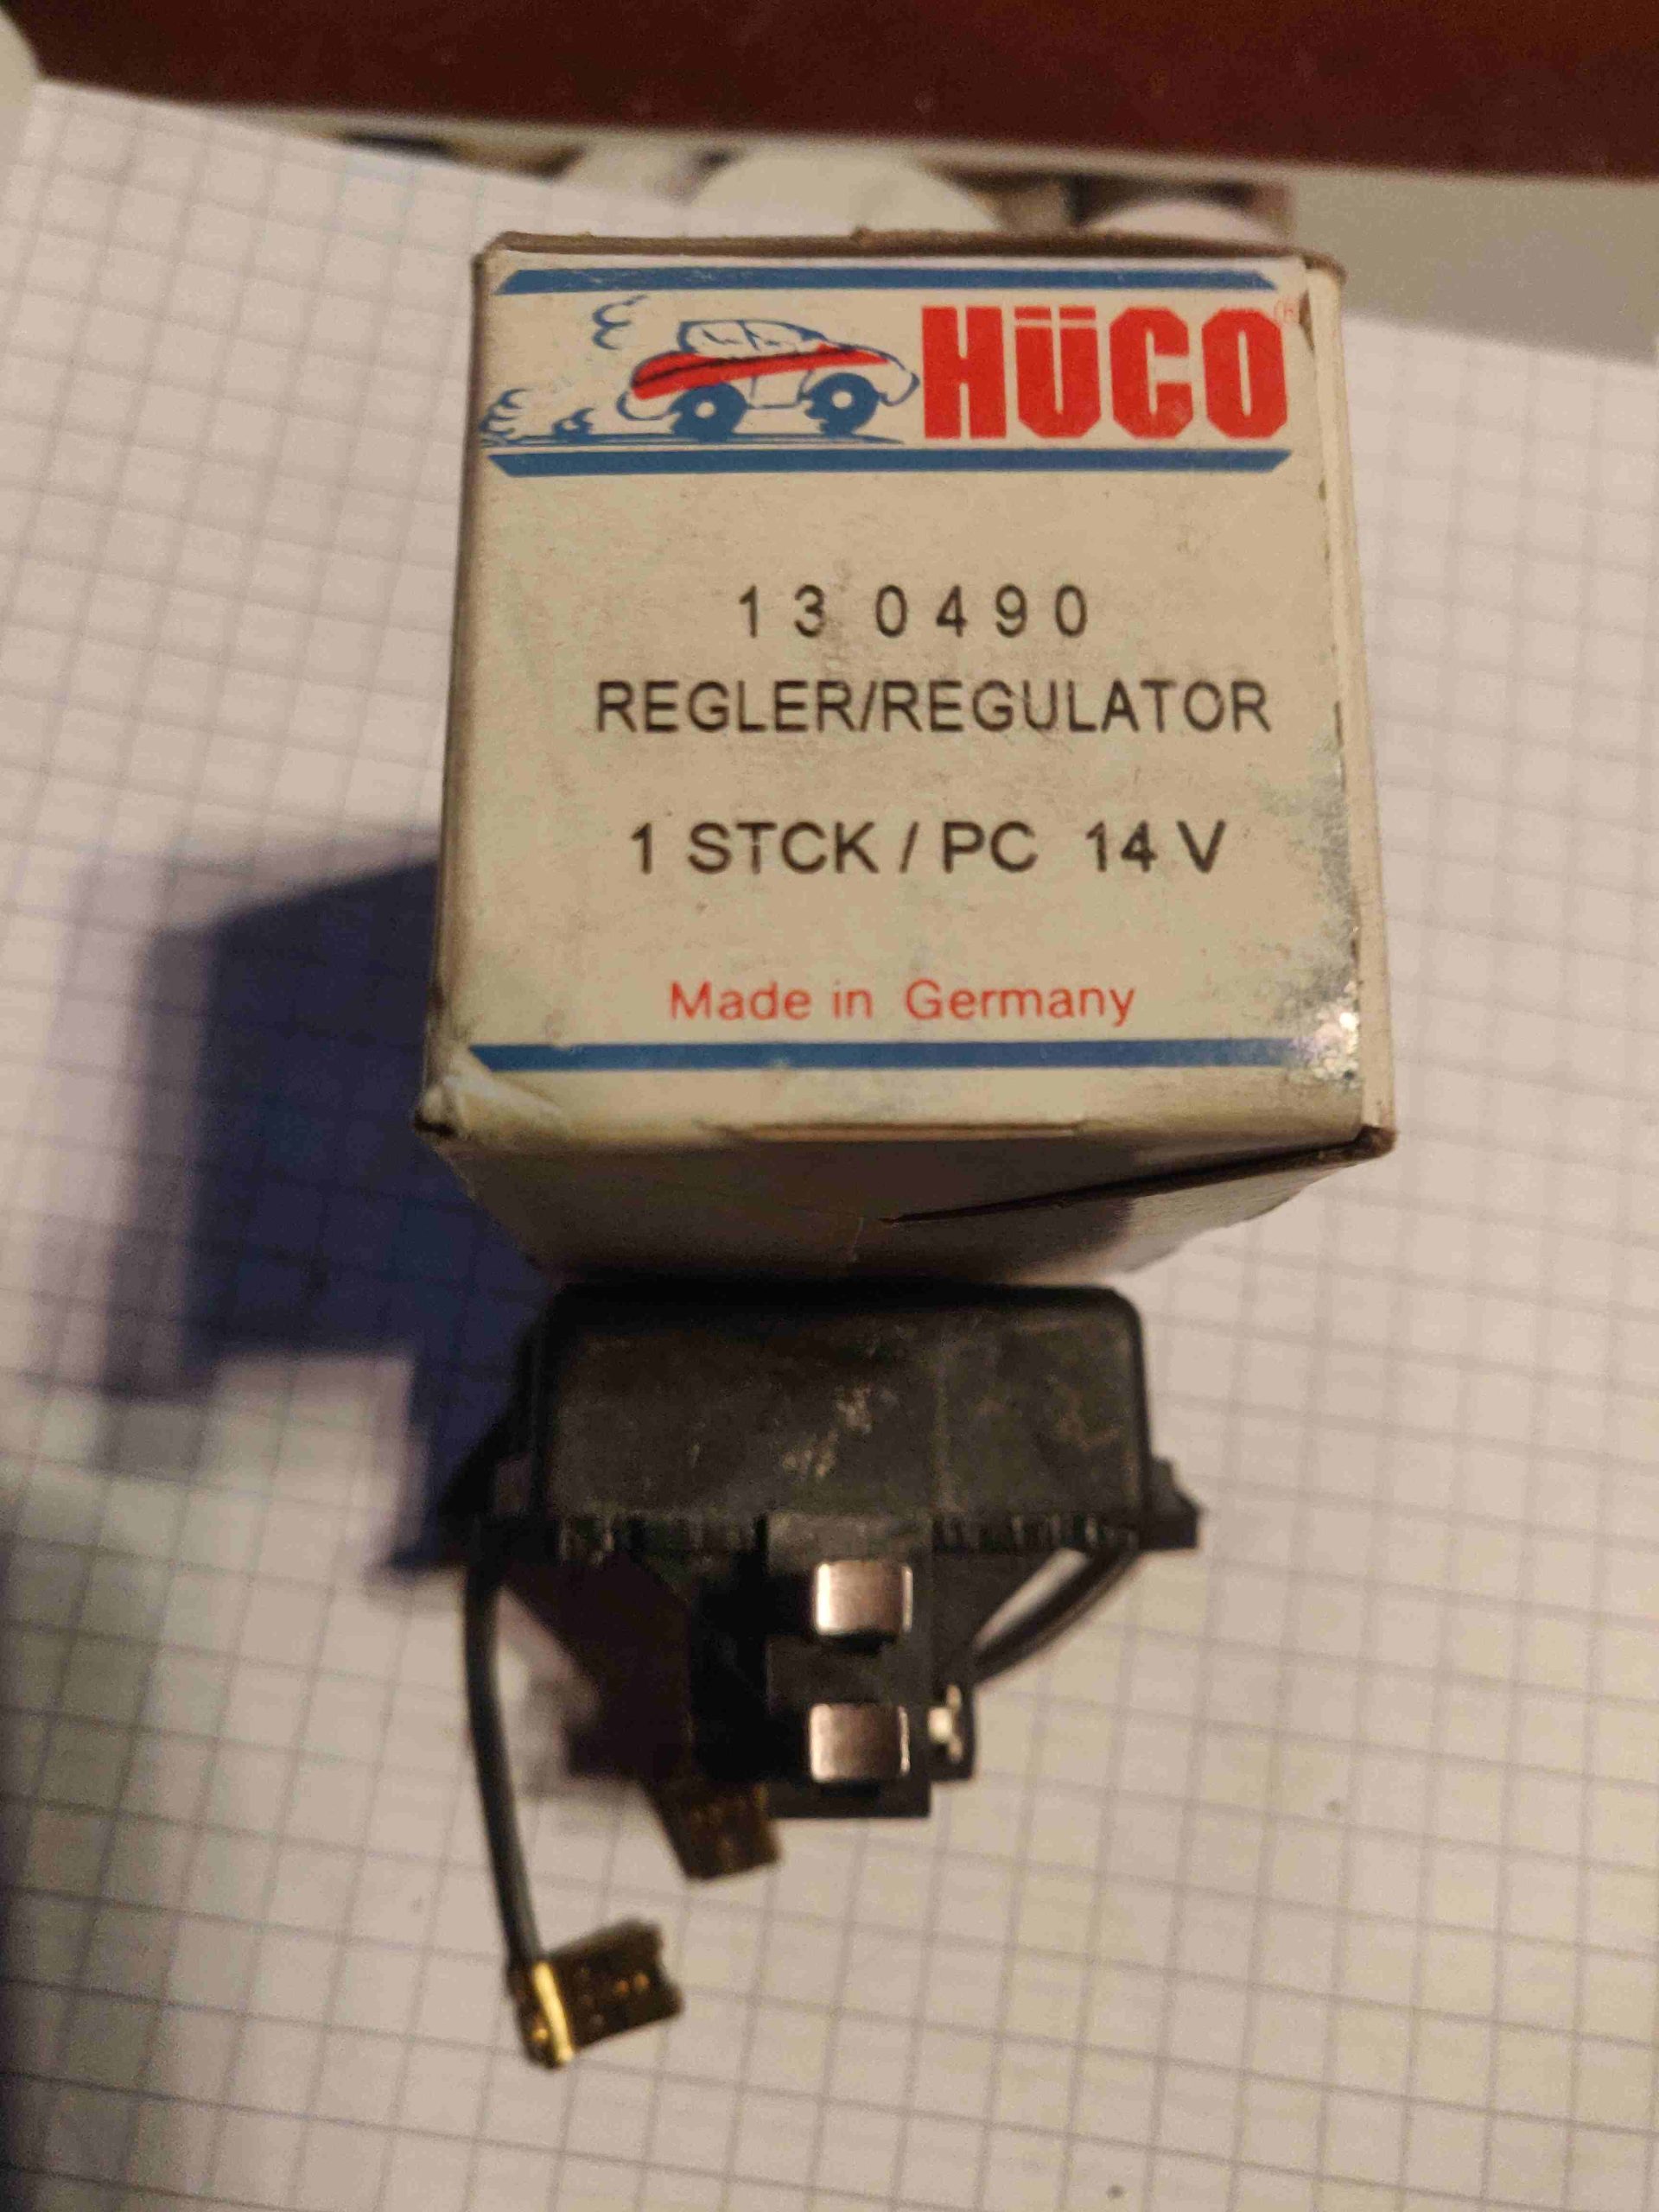 HÜCO®
13 0490
REGLER/REGULATOR
1 STCK / PC 14 V
Made in Germany